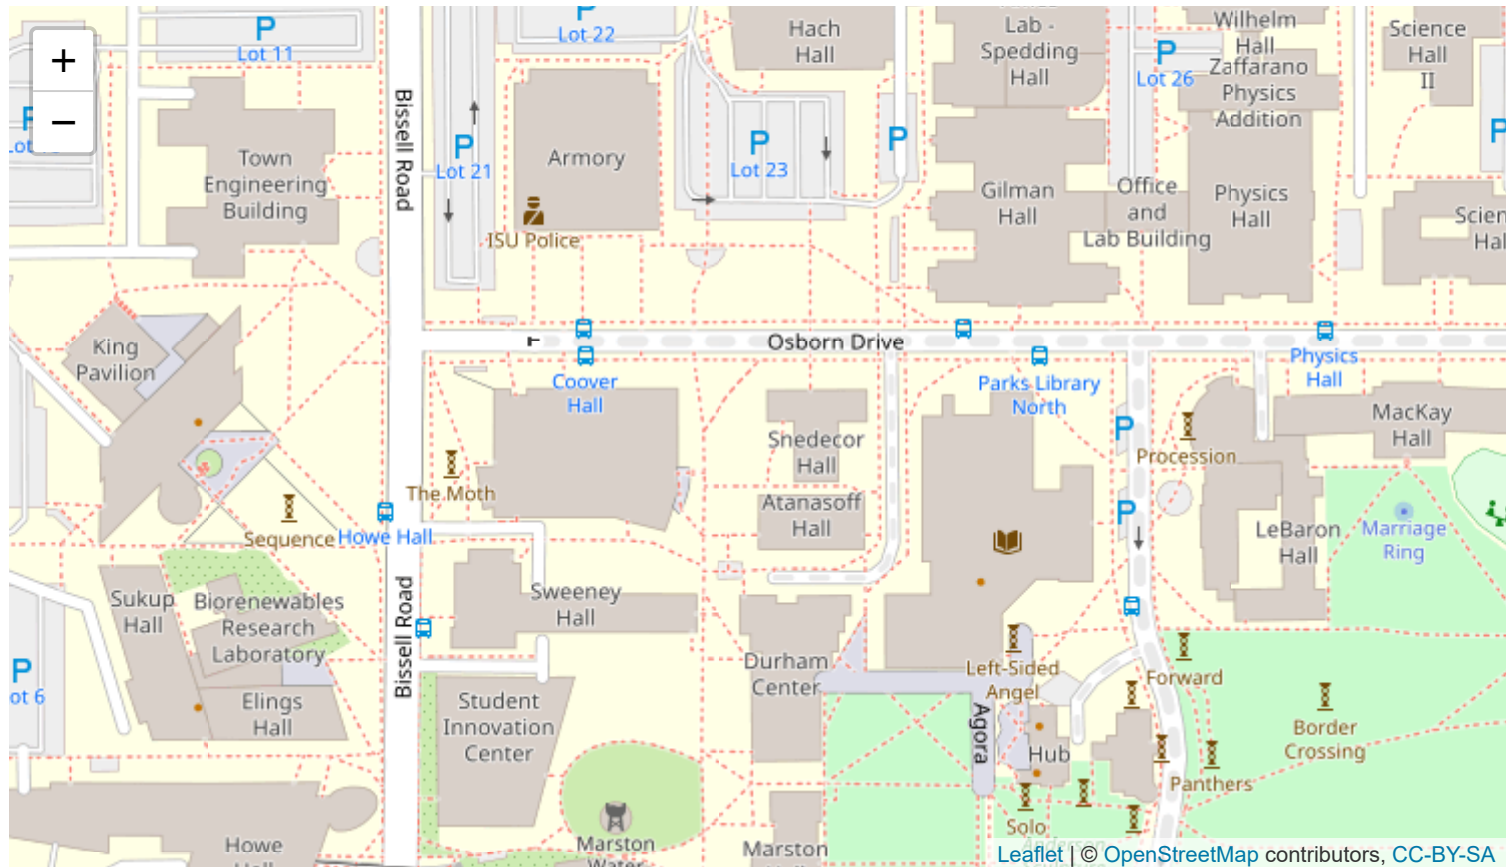 +
−
P
Lot 11
P
Lot 22
Hach
Hall
Lab -
Spedding
Hall
P
Lot 26
Wilhelm
Hall
Zaffarano
Physics
Addition
Science
Hall
II
P
P
Bissell Road
P
Lot 21
Armory
ISU Police
P
Lot 23
P
Town
Engineering
Building
Gilman
Hall
Office
and
Lab Building
Physics
Hall
King
Pavilion
Osborn Drive
Coover
Hall
Parks Library
North
Physics
Hall
MacKay
Hall
Snedecor
Hall
P
Procession
The Moth
Atanasoff
Hall
P
LeBaron
Hall
Marriage
Ring
Sequence
Howe Hall
Sukup
Hall
Biorenewables
Research
Laboratory
Bissell Road
Sweeney
Hall
P
ot 6
Elings
Hall
Student
Innovation
Center
Durham
Center
Left-Sided
Angel
Forward
Agora
Hub
Border
Crossing
Panthers
Solo
Howe
Marston
Water
Marston
Leaflet | © OpenStreetMap contributors, CC-BY-SA